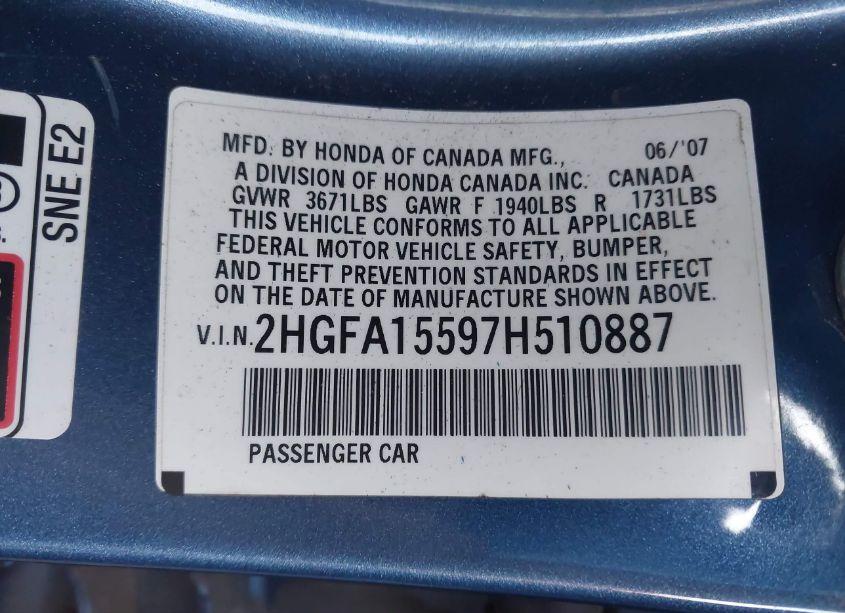 SNE E2
MFD. BY HONDA OF CANADA MFG., 06/'07
A DIVISION OF HONDA CANADA INC. CANADA
GVWR 3671LBS GAWR F 1940LBS R 1731LBS
THIS VEHICLE CONFORMS TO ALL APPLICABLE
FEDERAL MOTOR VEHICLE SAFETY, BUMPER,
AND THEFT PREVENTION STANDARDS IN EFFECT
ON THE DATE OF MANUFACTURE SHOWN ABOVE.
V.I.N. 2HGFA15597H510887
PASSENGER CAR